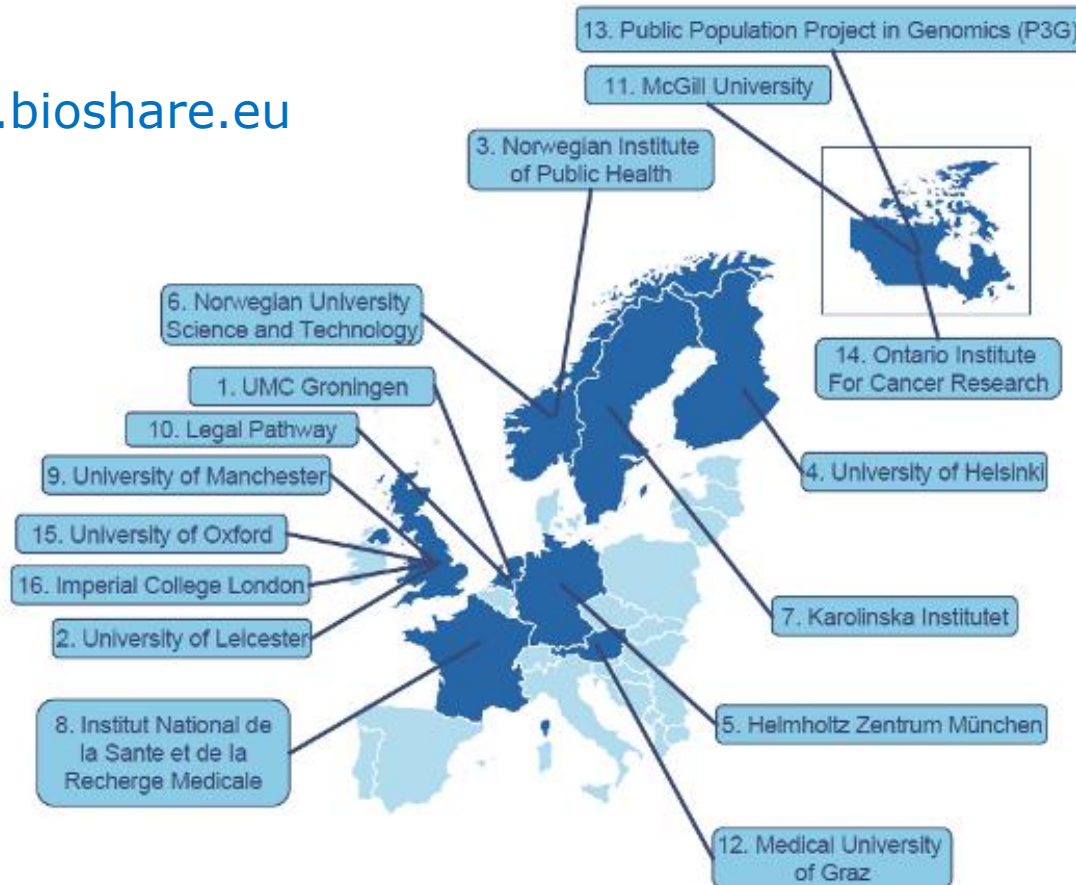 13. Public Population Project in Genomics (P3G)
.bioshare.eu
11. McGill University
3. Norwegian Institute
of Public Health
6. Norwegian University
Science and Technology
14. Ontario Institute
For Cancer Research
1. UMC Groningen
10. Legal Pathway
9. University of Manchester
4. University of Helsinki
15. University of Oxford
16. Imperial College London
2. University of Leicester
7. Karolinska Institutet
8. Institut National de
la Sante et de la
Recherge Medicale
5. Helmholtz Zentrum München
12. Medical University
of Graz